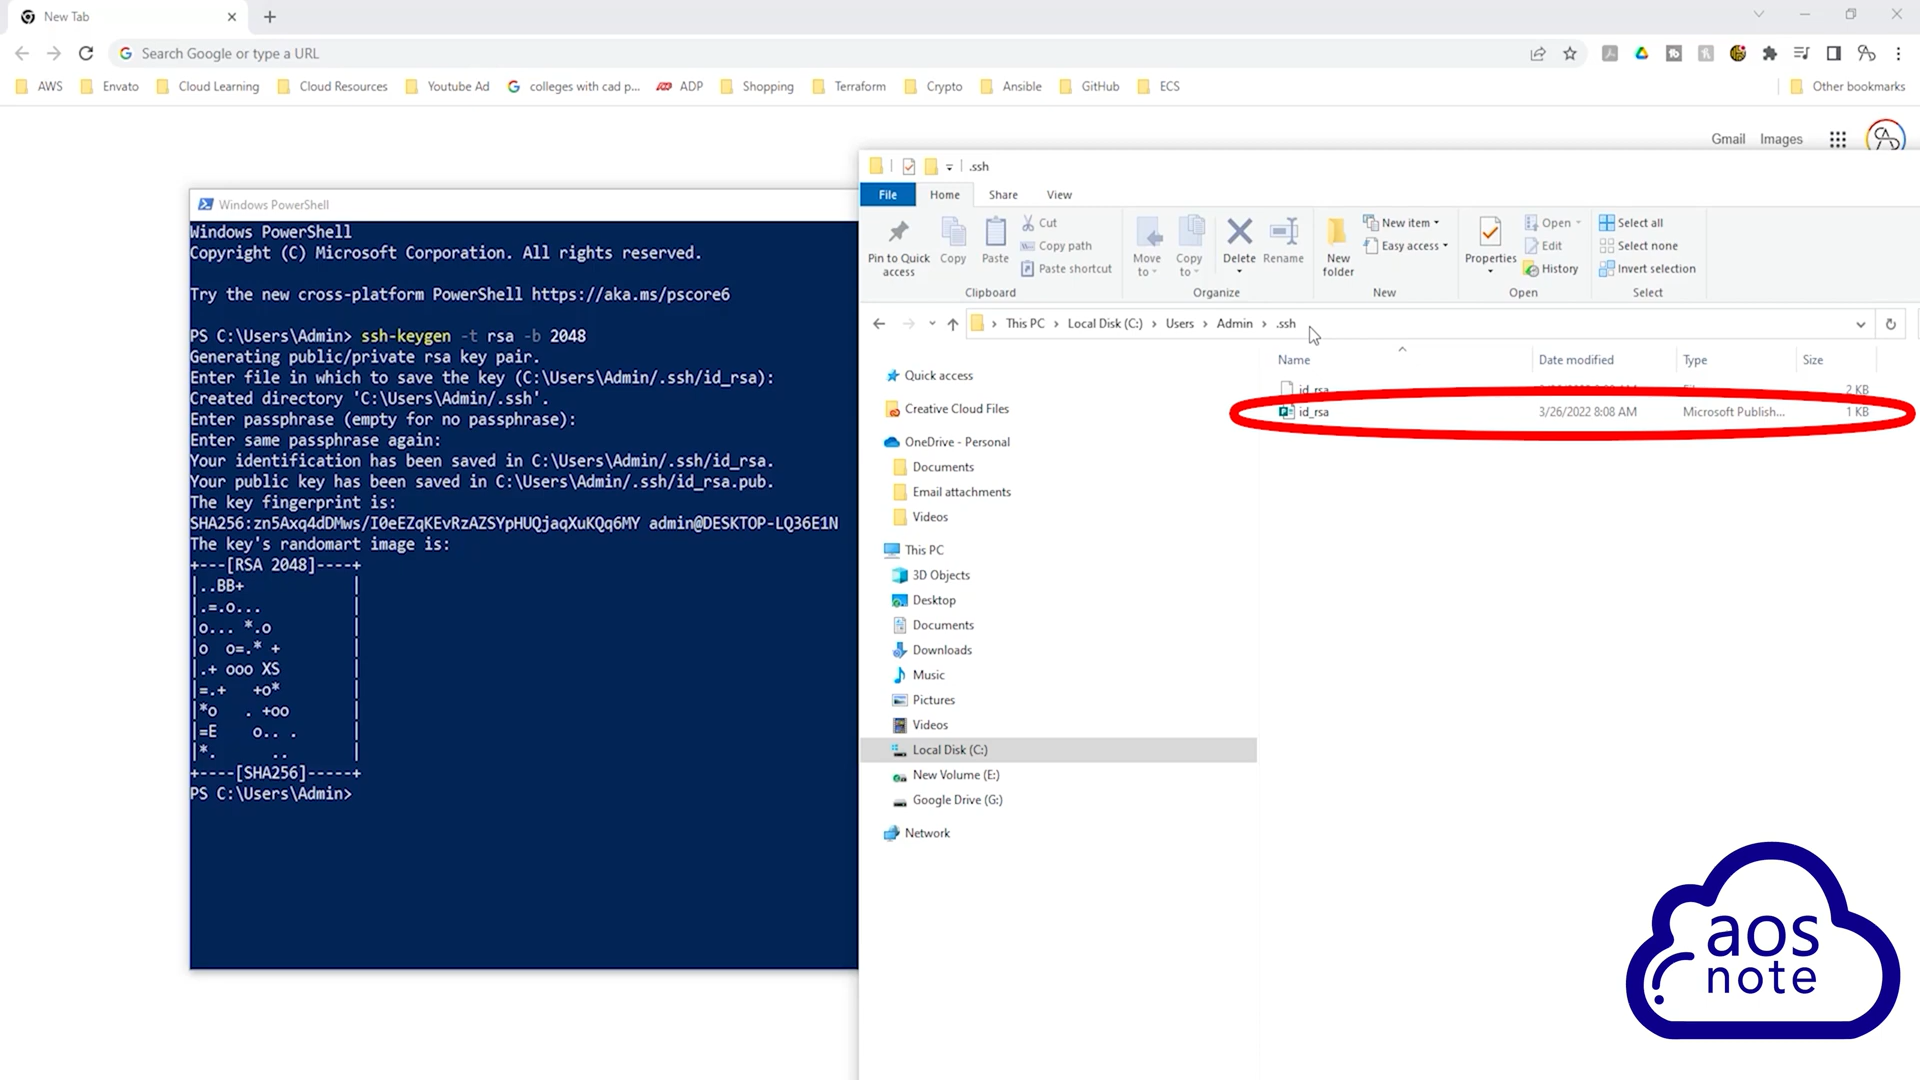 New Tab
Search Google or type a URL
AWS Envato Cloud Learning Cloud Resources Youtube Ad colleges with cad p... ADP Shopping Terraform Crypto Ansible GitHub ECS Other bookmarks
Gmail Images
.ssh
File Home Share View
Pin to Quick access
Copy
Paste
Cut
Copy path
Paste shortcut
Move to
Copy to
Delete
Rename
New folder
New item
Easy access
Properties
Open
Edit
History
Select all
Select none
Invert selection
Clipboard Organize New Open Select
This PC Local Disk (C:) Users Admin .ssh
Name Date modified Type Size
id_rsa 2 KB
id_rsa 3/26/2022 8:08 AM Microsoft Publish... 1 KB
Quick access
Creative Cloud Files
OneDrive - Personal
Documents
Email attachments
Videos
This PC
3D Objects
Desktop
Documents
Downloads
Music
Pictures
Videos
Local Disk (C:)
New Volume (E:)
Google Drive (G:)
Network
Windows PowerShell
Windows PowerShell
Copyright (C) Microsoft Corporation. All rights reserved.
Try the new cross-platform PowerShell https://aka.ms/pscore6
PS C:\Users\Admin> ssh-keygen -t rsa -b 2048
Generating public/private rsa key pair.
Enter file in which to save the key (C:\Users\Admin/.ssh/id_rsa):
Created directory 'C:\Users\Admin/.ssh'.
Enter passphrase (empty for no passphrase):
Enter same passphrase again:
Your identification has been saved in C:\Users\Admin/.ssh/id_rsa.
Your public key has been saved in C:\Users\Admin/.ssh/id_rsa.pub.
The key fingerprint is:
SHA256:zn5Axq4dDMws/I0eEZqKEvRzAZSYpHUQjaqXuKQq6MY admin@DESKTOP-LQ36E1N
The key's randomart image is:
+---[RSA 2048]----+
|..BB+            |
|.=.o...          |
|o... *.o         |
|o  o=.* +        |
|.+ ooo XS        |
|=.+   +o*        |
|*o   . +oo       |
|=E    o.. .      |
|*.      ..       |
+----[SHA256]-----+
PS C:\Users\Admin>
aos
note